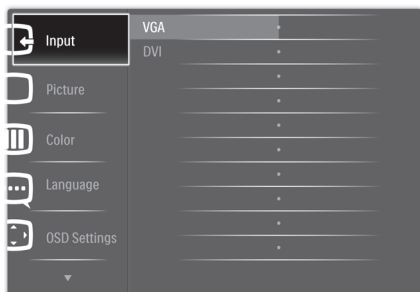 Input
VGA
DVI
Picture
Color
Language
OSD Settings